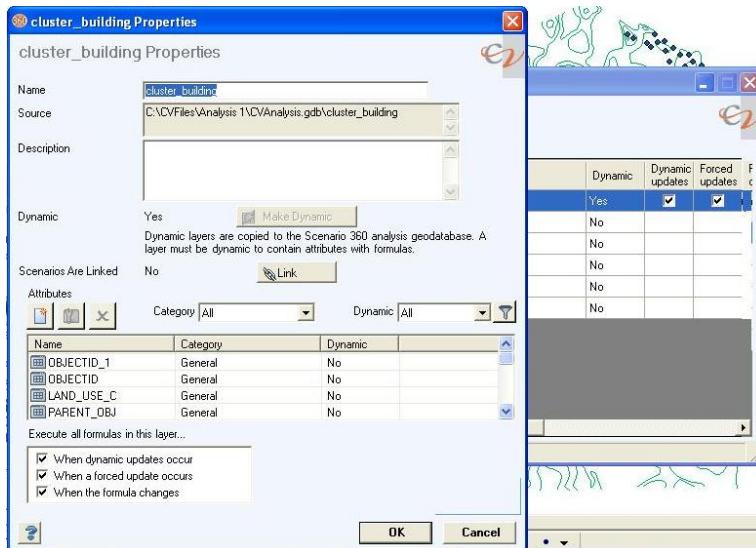 360 cluster_building Properties
cluster_building Properties
CV
Name cluster_building
Source C:\CVFiles\Analysis 1\CVAnalysis.gdb\cluster_building
Description
Dynamic Yes Make Dynamic
Dynamic layers are copied to the Scenario 360 analysis geodatabase. A
layer must be dynamic to contain attributes with formulas.
Scenarios Are Linked No Link
Attributes
Category All Dynamic All
Name Category Dynamic
OBJECTID_1 General No
OBJECTID General No
LAND_USE_C General No
PARENT_OBJ General No
Execute all formulas in this layer...
When dynamic updates occur
When a forced update occurs
When the formula changes
? OK Cancel
CV
Dynamic Dynamic updates Forced updates
Yes
No
No
No
No